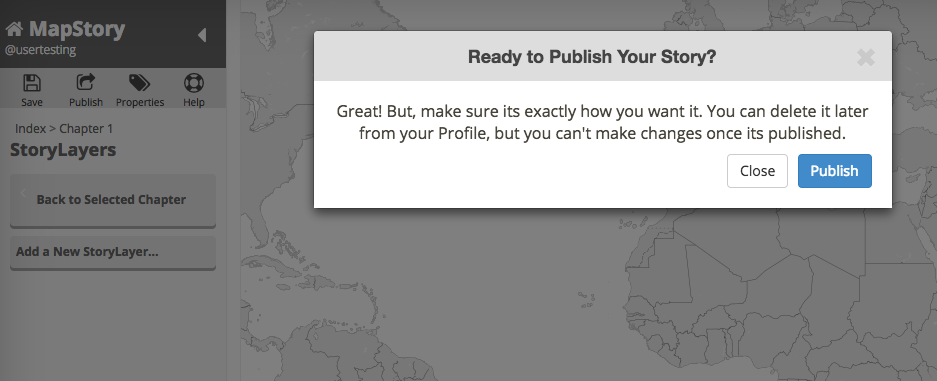 MapStory
@usertesting
Save Publish Properties Help
Index > Chapter 1
StoryLayers
Back to Selected Chapter
Add a New StoryLayer...
Ready to Publish Your Story?
Great! But, make sure its exactly how you want it. You can delete it later
from your Profile, but you can't make changes once its published.
Close Publish